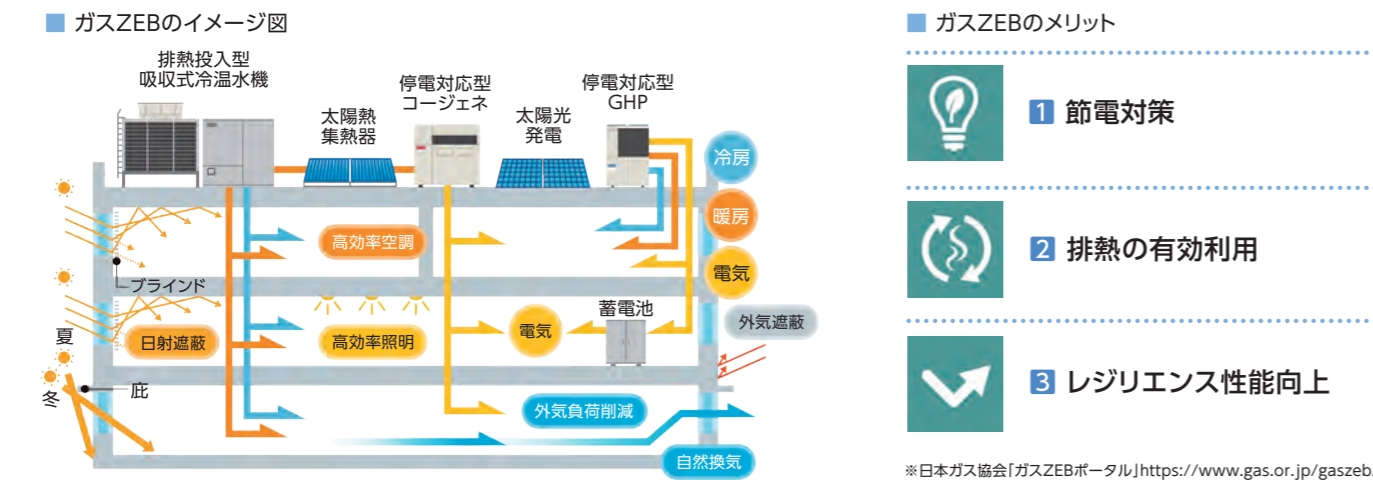 ガスZEBのイメージ図
排熱投入型
吸収式冷温水機
太陽熱
集熱器
停電対応型
コージェネ
太陽光
発電
停電対応型
GHP
冷房
暖房
電気
高効率空調
ブラインド
日射遮蔽
高効率照明
電気
蓄電池
外気遮蔽
夏
冬
庇
外気負荷削減
自然換気
ガスZEBのメリット
1 節電対策
2 排熱の有効利用
3 レジリエンス性能向上
※日本ガス協会「ガスZEBポータル」https://www.gas.or.jp/gaszeb